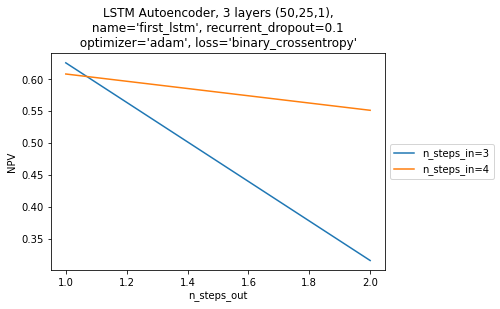 LSTM Autoencoder, 3 layers (50,25,1),
name='first_lstm', recurrent_dropout=0.1
optimizer='adam', loss='binary_crossentropy'
0.60
0.55
0.50
0.45
0.40
0.35
NPV
1.0 1.2 1.4 1.6 1.8 2.0
n_steps_out
n_steps_in=3
n_steps_in=4